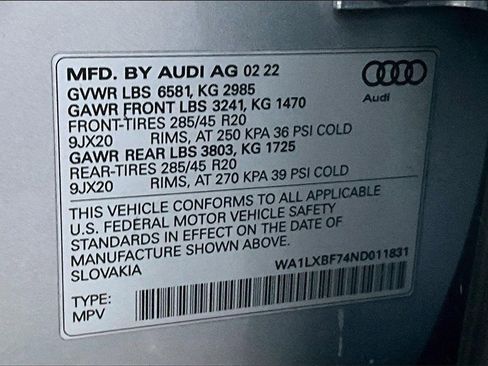 MFD. BY AUDI AG 02 22
GVWR LBS 6581, KG 2985
GAWR FRONT LBS 3241, KG 1470
FRONT-TIRES 285/45 R20
9JX20 RIMS, AT 250 KPA 36 PSI COLD
GAWR REAR LBS 3803, KG 1725
REAR-TIRES 285/45 R20
9JX20 RIMS, AT 270 KPA 39 PSI COLD
Audi
THIS VEHICLE CONFORMS TO ALL APPLICABLE
U.S. FEDERAL MOTOR VEHICLE SAFETY
STANDARDS IN EFFECT ON THE DATE OF
MANUFACTURE SHOWN ABOVE.
SLOVAKIA
WA1LXBF74ND011831
TYPE:
MPV